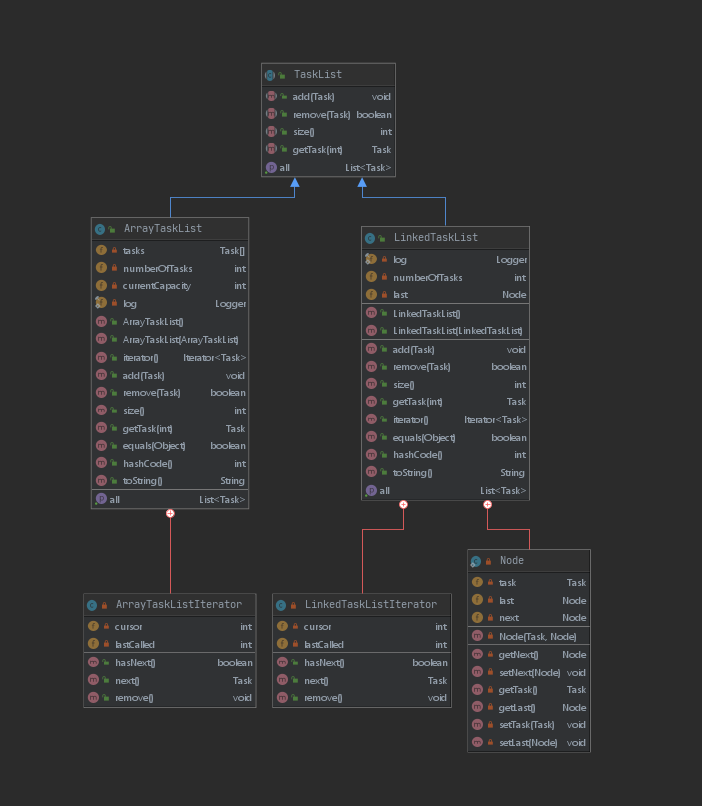 TaskList
add(Task) void
remove(Task) boolean
size() int
getTask(int) Task
all List<Task>
ArrayTaskList
tasks Task[]
numberOfTasks int
currentCapacity int
log Logger
ArrayTaskList()
ArrayTaskList(ArrayTaskList)
iterator() Iterator<Task>
add(Task) void
remove(Task) boolean
size() int
getTask(int) Task
equals(Object) boolean
hashCode() int
toString() String
all List<Task>
LinkedTaskList
log Logger
numberOfTasks int
last Node
LinkedTaskList()
LinkedTaskList(LinkedTaskList)
add(Task) void
remove(Task) boolean
size() int
getTask(int) Task
iterator() Iterator<Task>
equals(Object) boolean
hashCode() int
toString() String
all List<Task>
ArrayTaskListIterator
cursor int
lastCalled int
hasNext() boolean
next() Task
remove() void
LinkedTaskListIterator
cursor int
lastCalled int
hasNext() boolean
next() Task
remove() void
Node
task Task
last Node
next Node
Node(Task, Node)
getNext() Node
setNext(Node) void
getTask() Task
getLast() Node
setTask(Task) void
setLast(Node) void